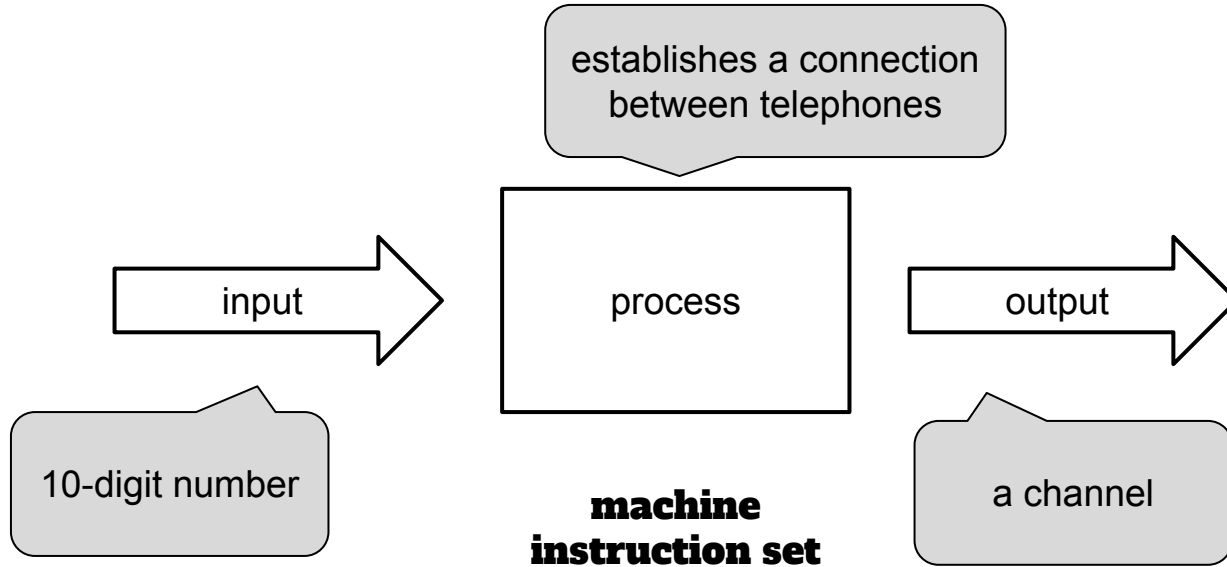 establishes a connection
between telephones
input
process
output
10-digit number
a channel
machine
instruction set